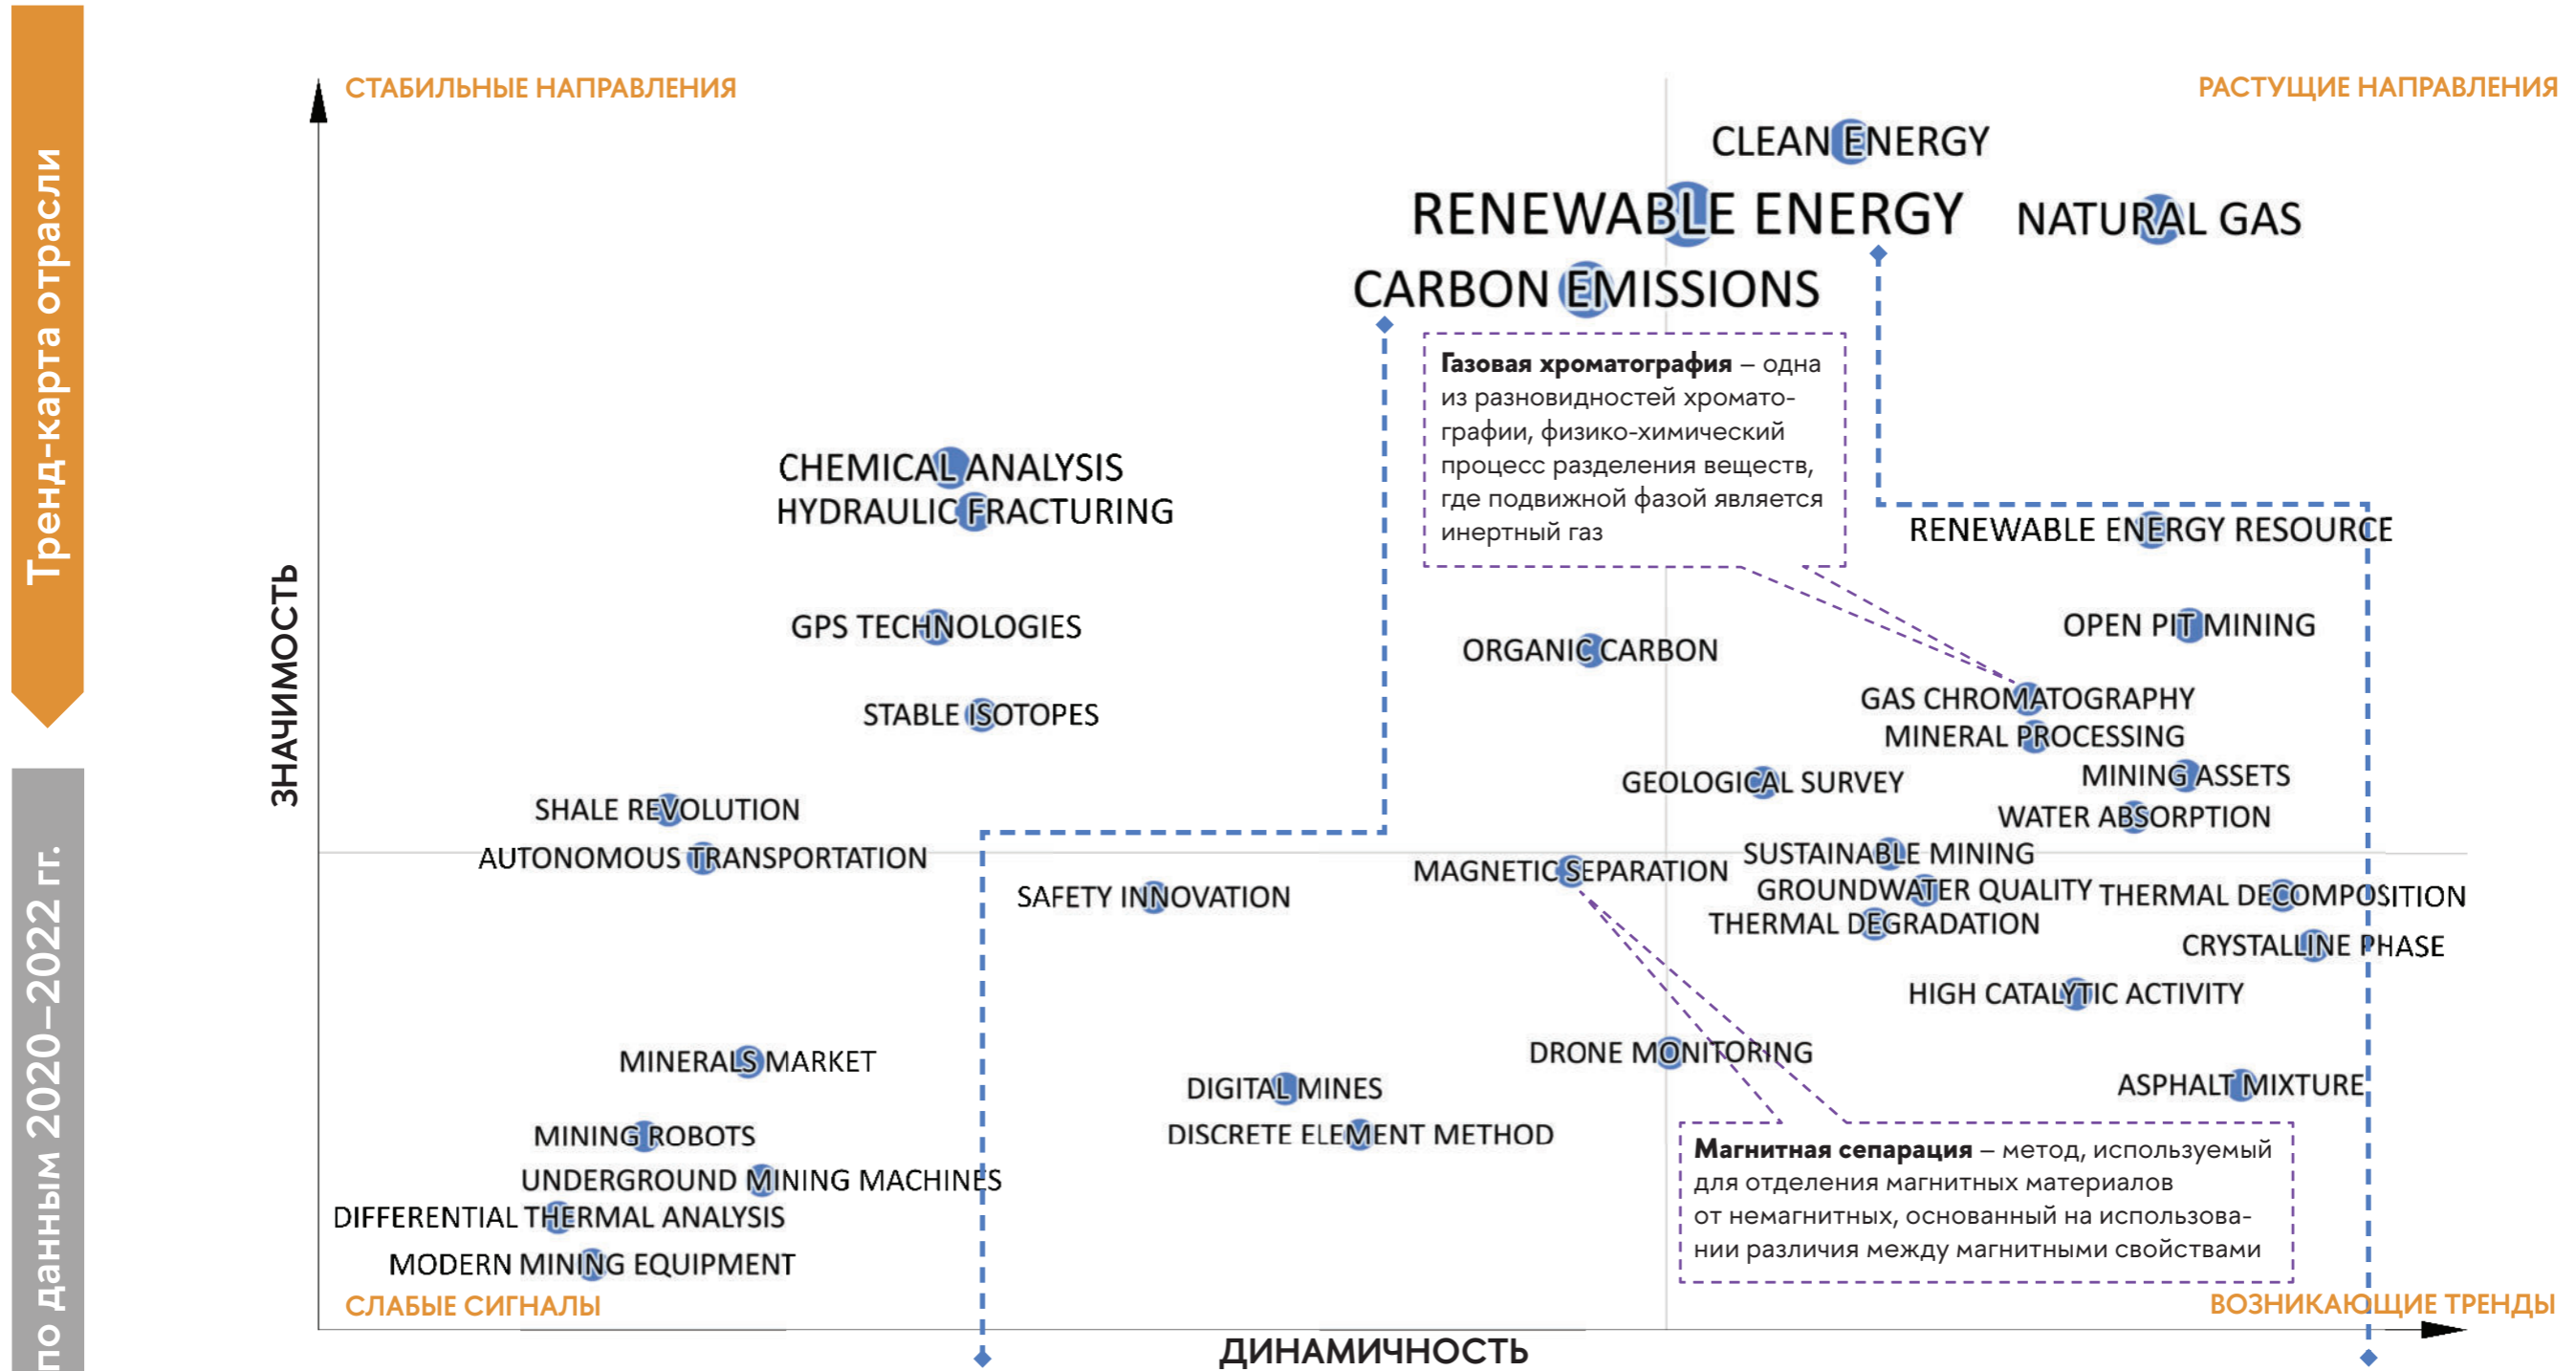 Тренд-карта отрасли
по данным 2020–2022 гг.
СТАБИЛЬНЫЕ НАПРАВЛЕНИЯ
РАСТУЩИЕ НАПРАВЛЕНИЯ
CLEAN ENERGY
RENEWABLE ENERGY
NATURAL GAS
CARBON EMISSIONS
Газовая хроматография – одна
из разновидностей хромато-
графии, физико-химический
процесс разделения веществ,
где подвижной фазой является
инертный газ
CHEMICAL ANALYSIS
HYDRAULIC FRACTURING
RENEWABLE ENERGY RESOURCE
ЗНАЧИМОСТЬ
GPS TECHNOLOGIES
OPEN PIT MINING
ORGANIC CARBON
GAS CHROMATOGRAPHY
STABLE ISOTOPES
MINERAL PROCESSING
GEOLOGICAL SURVEY
MINING ASSETS
SHALE REVOLUTION
WATER ABSORPTION
AUTONOMOUS TRANSPORTATION
SUSTAINABLE MINING
MAGNETIC SEPARATION
SAFETY INNOVATION
GROUNDWATER QUALITY
THERMAL DECOMPOSITION
THERMAL DEGRADATION
CRYSTALLINE PHASE
HIGH CATALYTIC ACTIVITY
DRONE MONITORING
MINERALS MARKET
DIGITAL MINES
ASPHALT MIXTURE
MINING ROBOTS
DISCRETE ELEMENT METHOD
Магнитная сепарация – метод, используемый
для отделения магнитных материалов
от немагнитных, основанный на использова-
нии различия между магнитными свойствами
UNDERGROUND MINING MACHINES
DIFFERENTIAL THERMAL ANALYSIS
MODERN MINING EQUIPMENT
СЛАБЫЕ СИГНАЛЫ
ВОЗНИКАЮЩИЕ ТРЕНДЫ
ДИНАМИЧНОСТЬ